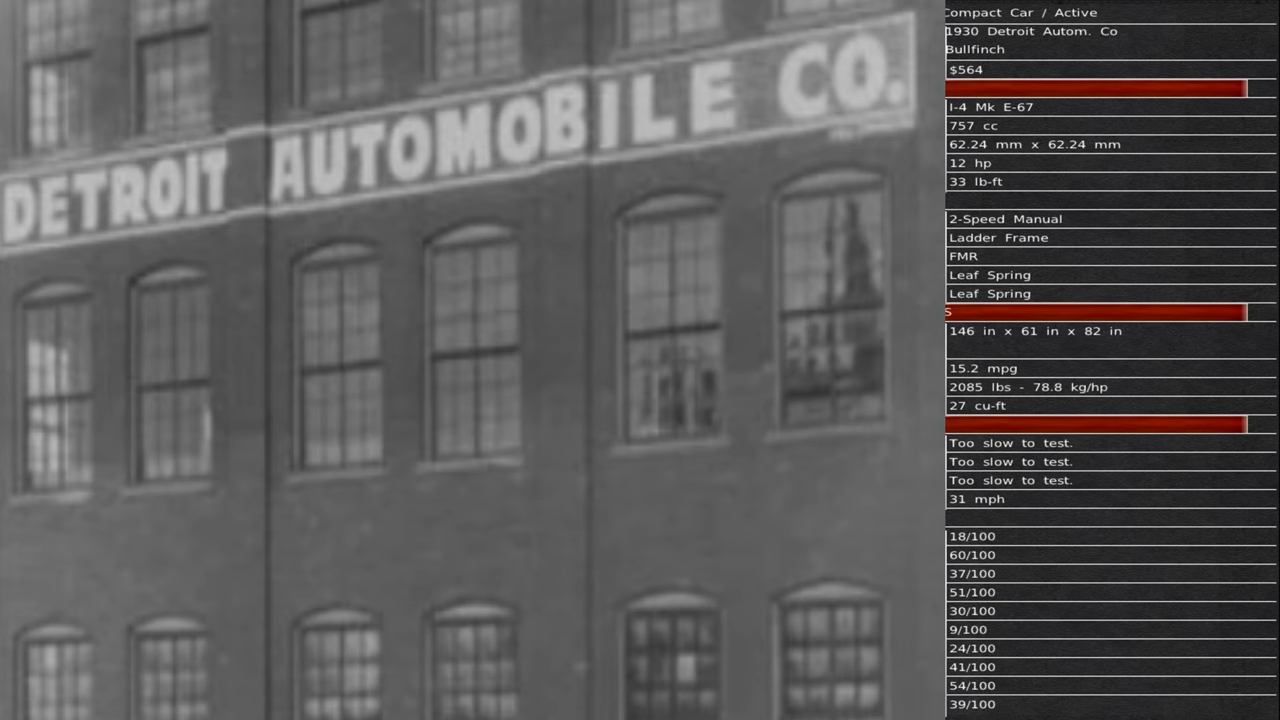 DETROIT AUTOMOBILE CO.
Compact Car / Active
1930 Detroit Autom. Co
Bullfinch
$564
I-4 Mk E-67
757 cc
62.24 mm x 62.24 mm
12 hp
33 lb-ft
2-Speed Manual
Ladder Frame
FMR
Leaf Spring
Leaf Spring
S
146 in x 61 in x 82 in
15.2 mpg
2085 lbs - 78.8 kg/hp
27 cu-ft
Too slow to test.
Too slow to test.
Too slow to test.
31 mph
18/100
60/100
37/100
51/100
30/100
9/100
24/100
41/100
54/100
39/100